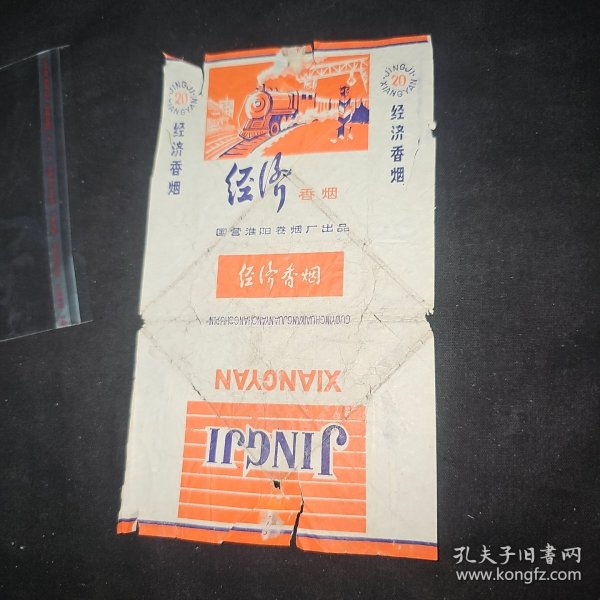 ·JINGJI·XIANGYAN
20
经济香烟
·JINGJI·XIANGYAN
20
经济香烟
经济
香烟
国营淮阳卷烟厂出品
经济香烟
GUOYINGHUAIYANGJUANYANCHANGCHUPIN
XIANGYAN
JINGJI
孔夫子旧书网
www.kongfz.com